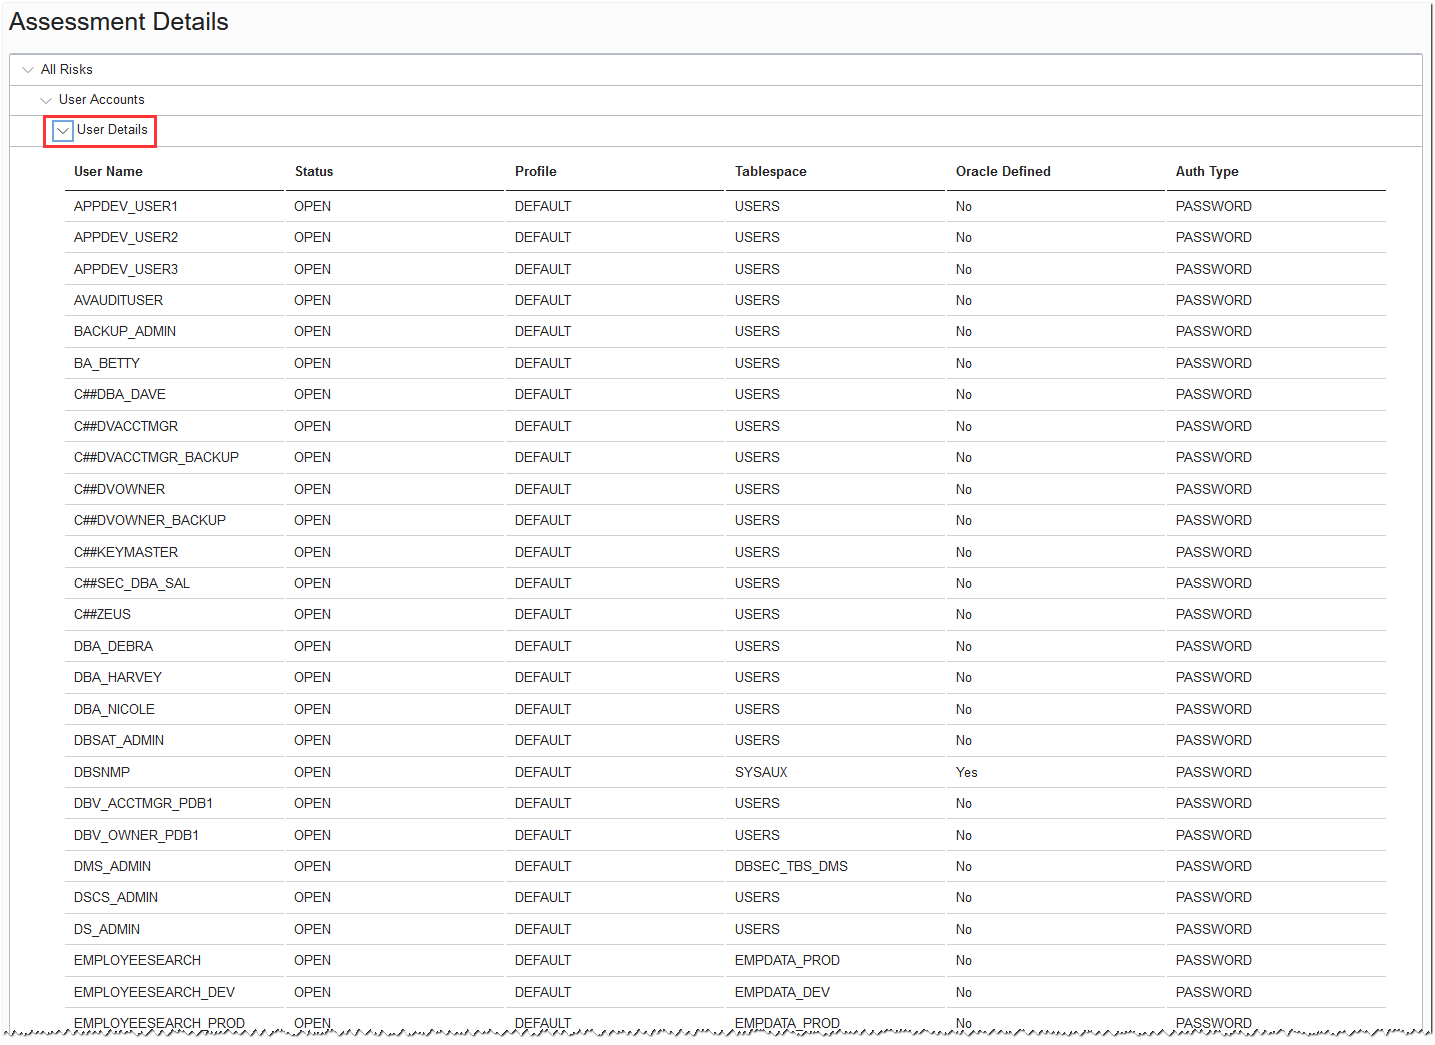 Assessment Details
All Risks
User Accounts
User Details
User Name Status Profile Tablespace Oracle Defined Auth Type
APPDEV_USER1 OPEN DEFAULT USERS No PASSWORD
APPDEV_USER2 OPEN DEFAULT USERS No PASSWORD
APPDEV_USER3 OPEN DEFAULT USERS No PASSWORD
AVAUDITUSER OPEN DEFAULT USERS No PASSWORD
BACKUP_ADMIN OPEN DEFAULT USERS No PASSWORD
BA_BETTY OPEN DEFAULT USERS No PASSWORD
C##DBA_DAVE OPEN DEFAULT USERS No PASSWORD
C##DVACCTMGR OPEN DEFAULT USERS No PASSWORD
C##DVACCTMGR_BACKUP OPEN DEFAULT USERS No PASSWORD
C##DVOWNER OPEN DEFAULT USERS No PASSWORD
C##DVOWNER_BACKUP OPEN DEFAULT USERS No PASSWORD
C##KEYMASTER OPEN DEFAULT USERS No PASSWORD
C##SEC_DBA_SAL OPEN DEFAULT USERS No PASSWORD
C##ZEUS OPEN DEFAULT USERS No PASSWORD
DBA_DEBRA OPEN DEFAULT USERS No PASSWORD
DBA_HARVEY OPEN DEFAULT USERS No PASSWORD
DBA_NICOLE OPEN DEFAULT USERS No PASSWORD
DBSAT_ADMIN OPEN DEFAULT USERS No PASSWORD
DBSNMP OPEN DEFAULT SYSAUX Yes PASSWORD
DBV_ACCTMGR_PDB1 OPEN DEFAULT USERS No PASSWORD
DBV_OWNER_PDB1 OPEN DEFAULT USERS No PASSWORD
DMS_ADMIN OPEN DEFAULT DBSEC_TBS_DMS No PASSWORD
DSCS_ADMIN OPEN DEFAULT USERS No PASSWORD
DS_ADMIN OPEN DEFAULT USERS No PASSWORD
EMPLOYEESEARCH OPEN DEFAULT EMPDATA_PROD No PASSWORD
EMPLOYEESEARCH_DEV OPEN DEFAULT EMPDATA_DEV No PASSWORD
EMPLOYEESEARCH_PROD OPEN DEFAULT EMPDATA_PROD No PASSWORD